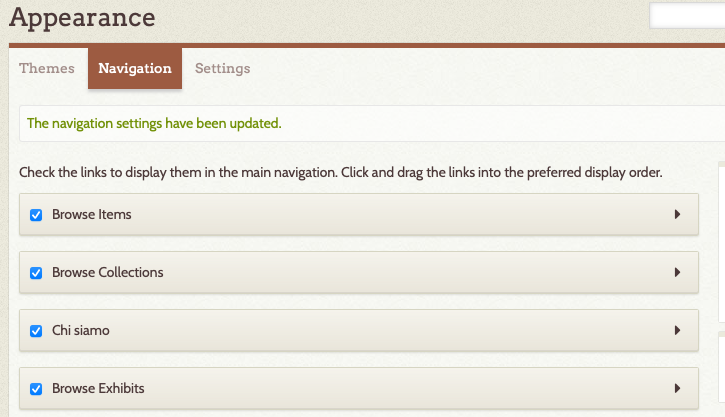 Appearance
Themes Navigation Settings
The navigation settings have been updated.
Check the links to display them in the main navigation. Click and drag the links into the preferred display order.
Browse Items
Browse Collections
Chi siamo
Browse Exhibits